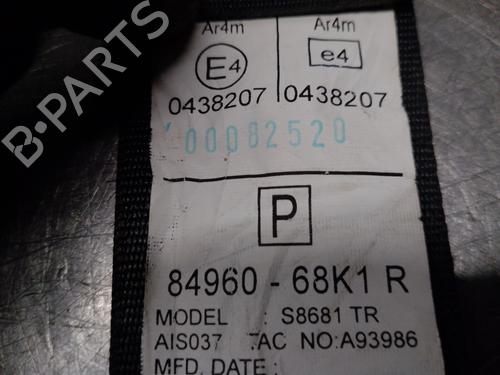 Ar4m Ar4m
E4 e4
0438207 0438207
00082520
P
84960 - 68K1 R
MODEL : S8681 TR
AIS037 TAC NO:A93986
MFD. DATE :
B-PARTS